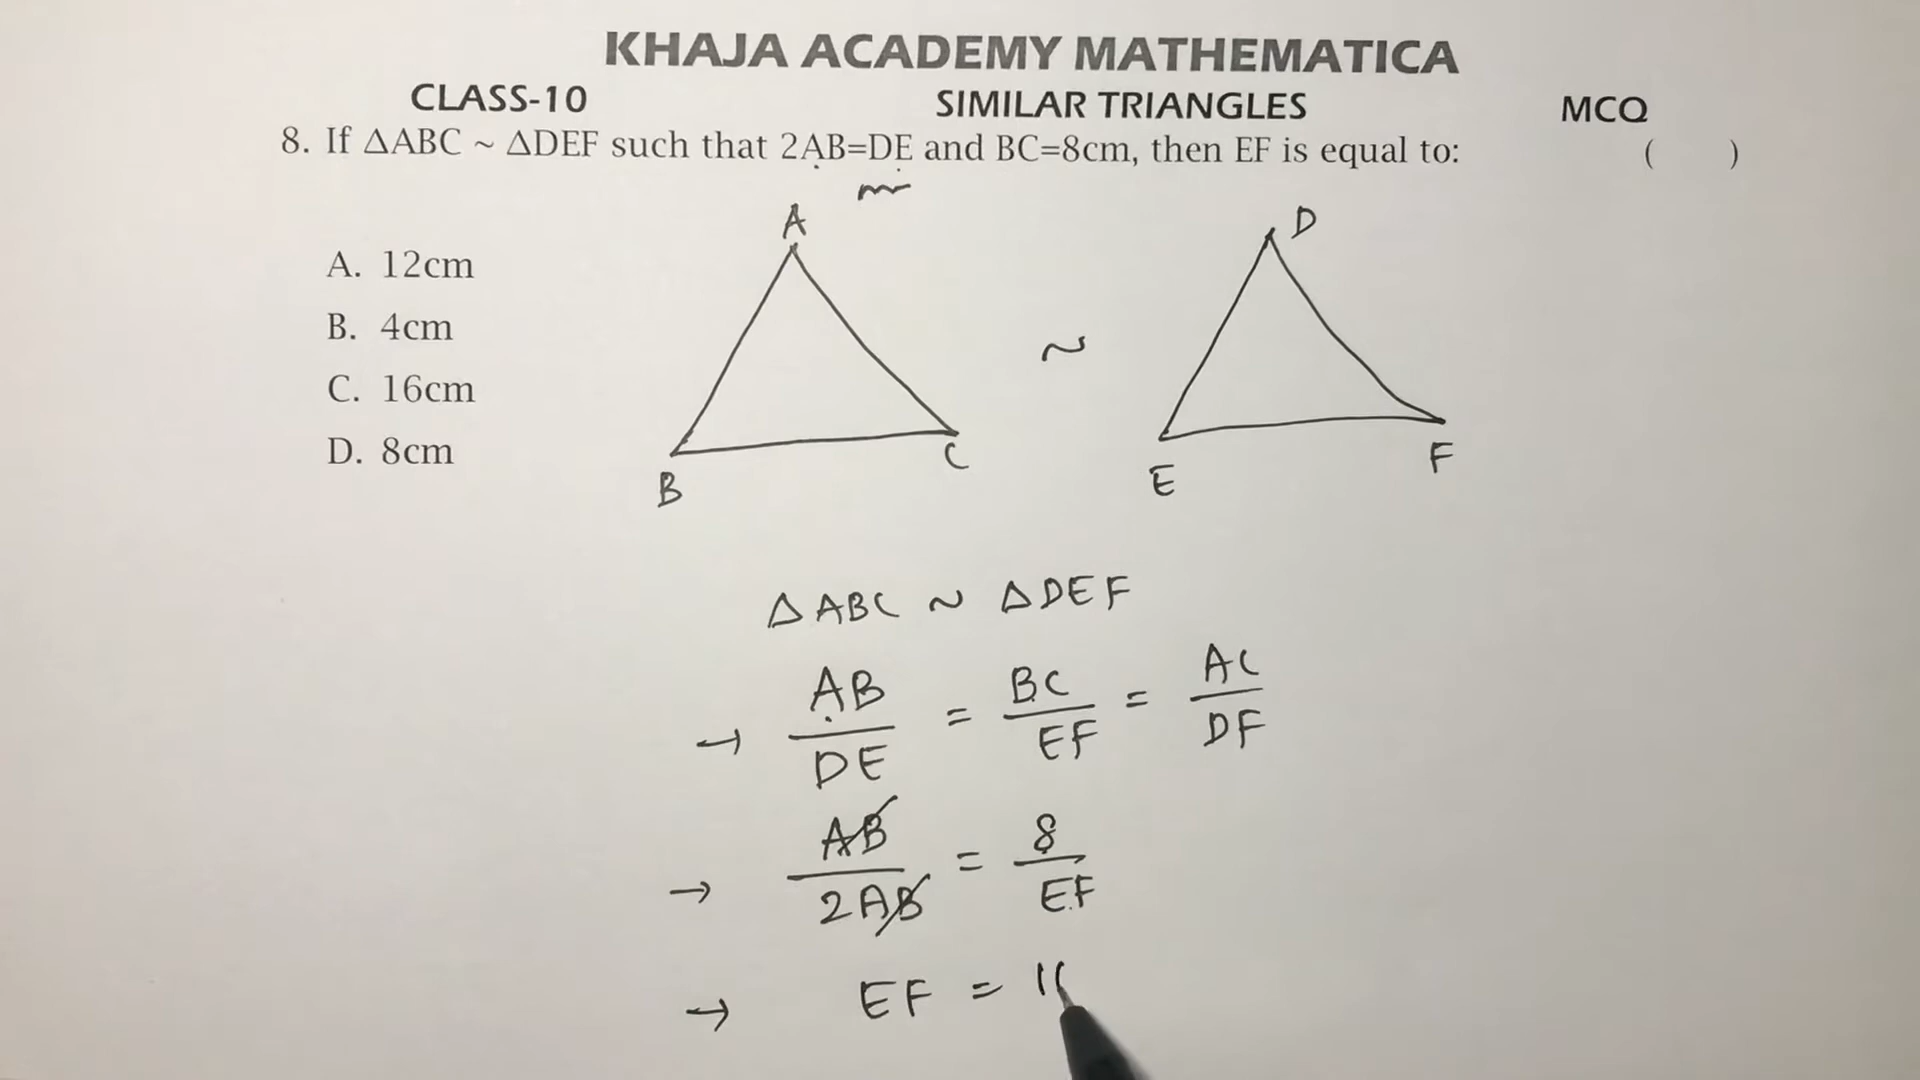 KHAJA ACADEMY MATHEMATICA
CLASS-10 SIMILAR TRIANGLES MCQ
8. If ΔABC ~ ΔDEF such that 2AB=DE and BC=8cm, then EF is equal to: ( )
A. 12cm
B. 4cm
C. 16cm
D. 8cm
A
B
C
~
D
E
F
Δ ABC ~ Δ DEF
→ AB/DE = BC/EF = AC/DF
→ AB/2AB = 8/EF
→ EF =